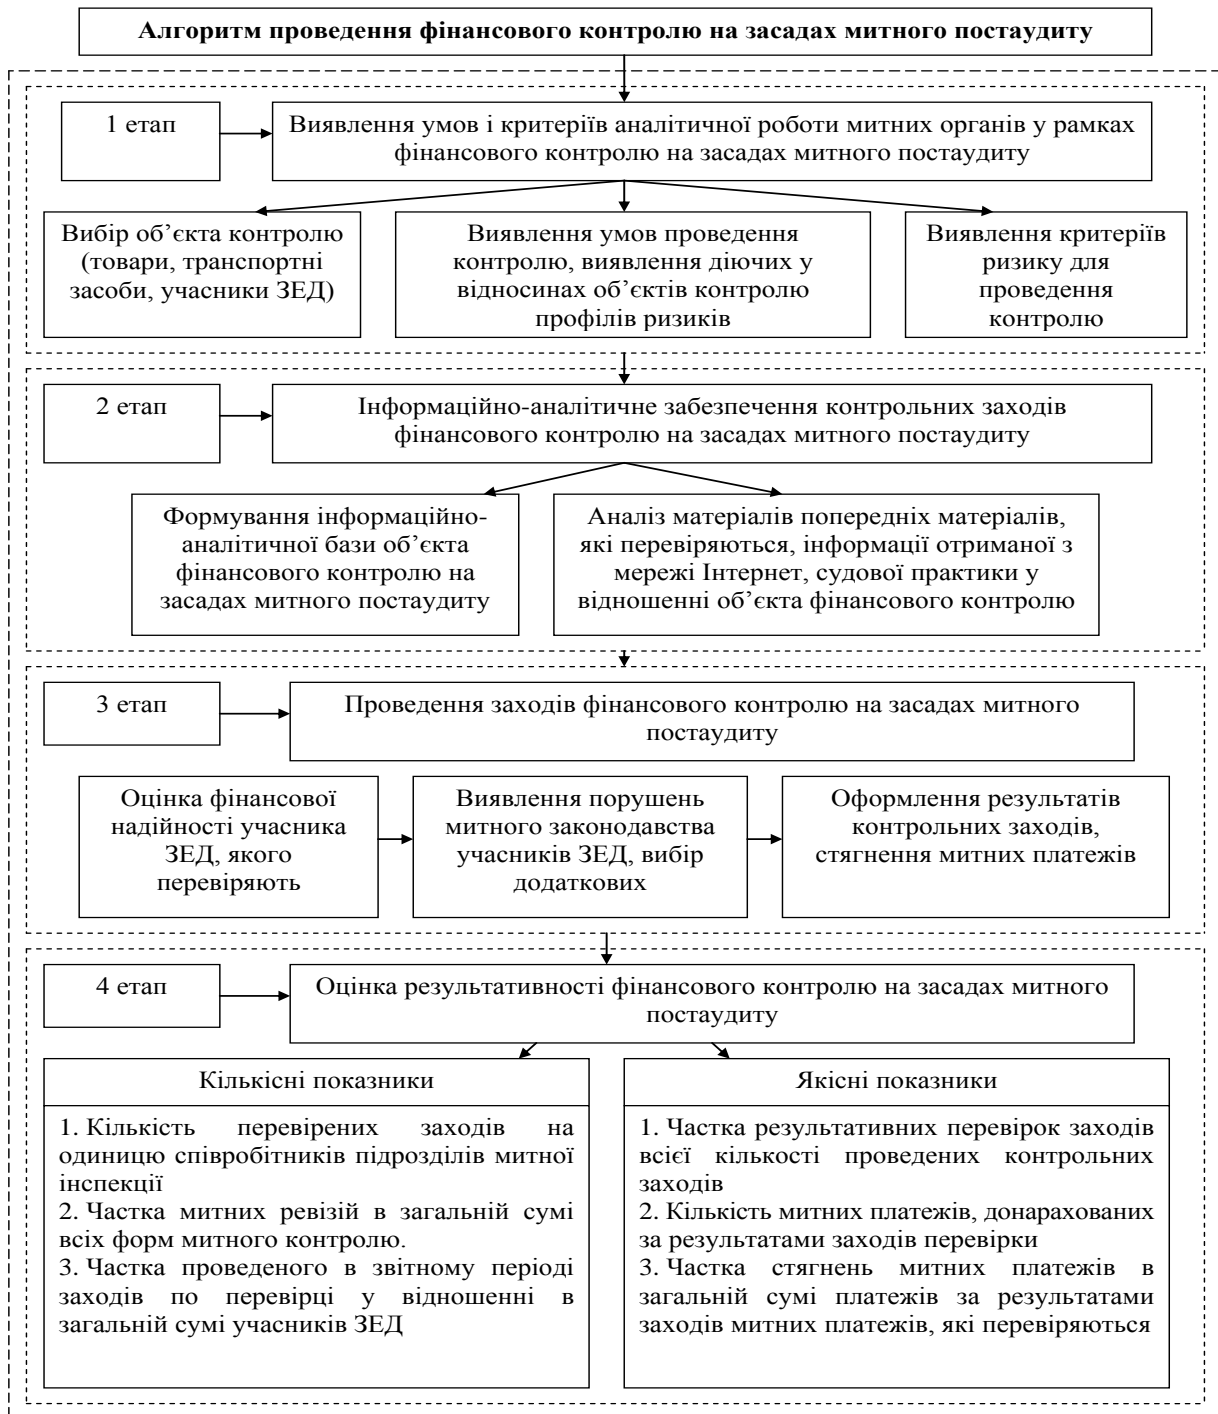 Алгоритм проведення фінансового контролю на засадах митного постаудиту
1 етап
Виявлення умов і критеріїв аналітичної роботи митних органів у рамках
фінансового контролю на засадах митного постаудиту
Вибір об’єкта контролю
(товари, транспортні
засоби, учасники ЗЕД)
Виявлення умов проведення
контролю, виявлення діючих у
відносинах об’єктів контролю
профілів ризиків
Виявлення критеріїв
ризику для
проведення
контролю
2 етап
Інформаційно-аналітичне забезпечення контрольних заходів
фінансового контролю на засадах митного постаудиту
Формування інформаційно-
аналітичної бази об’єкта
фінансового контролю на
засадах митного постаудиту
Аналіз матеріалів попередніх матеріалів,
які перевіряються, інформації отриманої з
мережі Інтернет, судової практики у
відношенні об’єкта фінансового контролю
3 етап
Проведення заходів фінансового контролю на засадах митного
постаудиту
Оцінка фінансової
надійності учасника
ЗЕД, якого
перевіряють
Виявлення порушень
митного законодавства
учасників ЗЕД, вибір
додаткових
Оформлення результатів
контрольних заходів,
стягнення митних платежів
4 етап
Оцінка результативності фінансового контролю на засадах митного
постаудиту
Кількісні показники
1. Кількість перевірених заходів на
одиницю співробітників підрозділів митної
інспекції
2. Частка митних ревізій в загальній сумі
всіх форм митного контролю.
3. Частка проведеного в звітному періоді
заходів по перевірці у відношенні в
загальній сумі учасників ЗЕД
Якісні показники
1. Частка результативних перевірок заходів
всієї кількості проведених контрольних
заходів
2. Кількість митних платежів, донарахованих
за результатами заходів перевірки
3. Частка стягнень митних платежів в
загальній сумі платежів за результатами
заходів митних платежів, які перевіряються